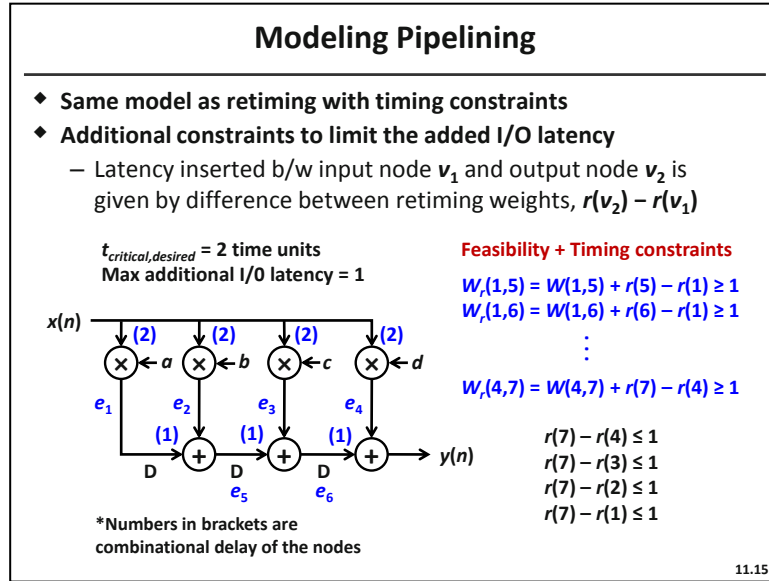 Modeling Pipelining
◆ Same model as retiming with timing constraints
◆ Additional constraints to limit the added I/O latency
– Latency inserted b/w input node v₁ and output node v₂ is
given by difference between retiming weights, r(v₂) – r(v₁)
t_critical,desired = 2 time units
Max additional I/0 latency = 1
x(n)
(2) (2) (2) (2)
× a × b × c × d
e₁ e₂ e₃ e₄
(1) (1) (1)
+ + + y(n)
D D D
e₅ e₆
*Numbers in brackets are
combinational delay of the nodes
Feasibility + Timing constraints
Wᵣ(1,5) = W(1,5) + r(5) – r(1) ≥ 1
Wᵣ(1,6) = W(1,6) + r(6) – r(1) ≥ 1
⋮
Wᵣ(4,7) = W(4,7) + r(7) – r(4) ≥ 1
r(7) – r(4) ≤ 1
r(7) – r(3) ≤ 1
r(7) – r(2) ≤ 1
r(7) – r(1) ≤ 1
11.15